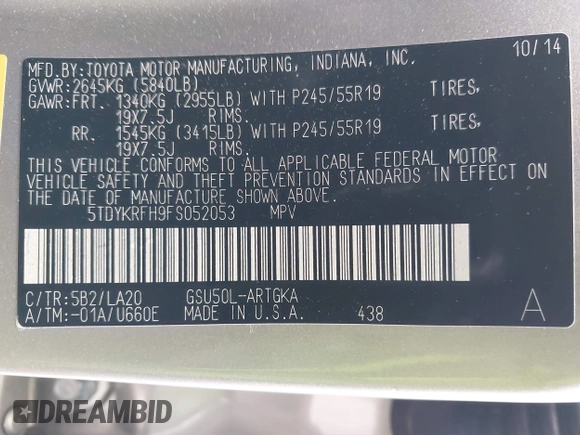 MFD.BY:TOYOTA MOTOR MANUFACTURING, INDIANA, INC. 10/14
GVWR:2645KG (5840LB)
GAWR:FRT. 1340KG (2955LB) WITH P245/55R19 TIRES,
19X7.5J RIMS.
RR. 1545KG (3415LB) WITH P245/55R19 TIRES,
19X7.5J RIMS.
THIS VEHICLE CONFORMS TO ALL APPLICABLE FEDERAL MOTOR
VEHICLE SAFETY AND THEFT PREVENTION STANDARDS IN EFFECT ON
THE DATE OF MANUFACTURE SHOWN ABOVE.
5TDYKRFH9FS052053 MPV
C/TR:5B2/LA20 GSU50L-ARTGKA A
A/TM:-01A/U660E MADE IN U.S.A. 438
DREAMBID